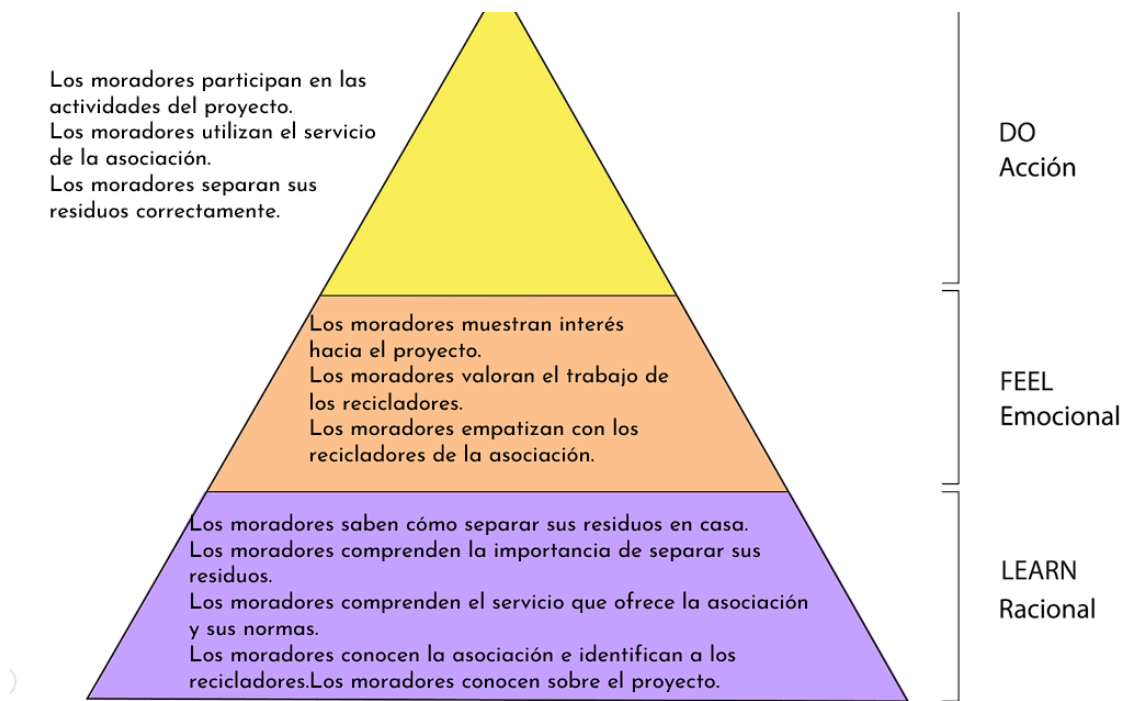 Los moradores participan en las
actividades del proyecto.
Los moradores utilizan el servicio
de la asociación.
Los moradores separan sus
residuos correctamente.
DO
Acción
Los moradores muestran interés
hacia el proyecto.
Los moradores valoran el trabajo de
los recicladores.
Los moradores empatizan con los
recicladores de la asociación.
FEEL
Emocional
Los moradores saben cómo separar sus residuos en casa.
Los moradores comprenden la importancia de separar sus
residuos.
Los moradores comprenden el servicio que ofrece la asociación
y sus normas.
Los moradores conocen la asociación e identifican a los
recicladores.Los moradores conocen sobre el proyecto.
LEARN
Racional